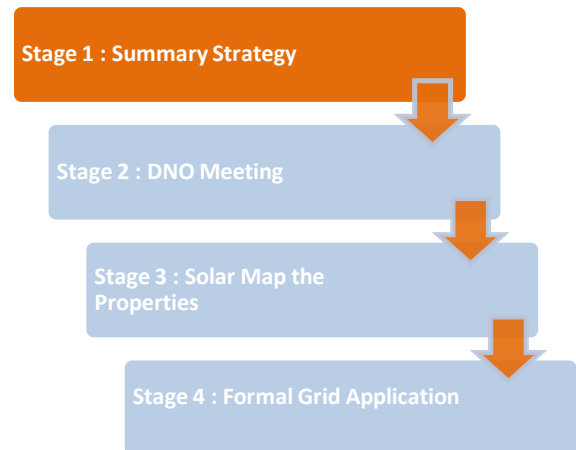 Stage 1 : Summary Strategy
Stage 2 : DNO Meeting
Stage 3 : Solar Map the
Properties
Stage 4 : Formal Grid Application